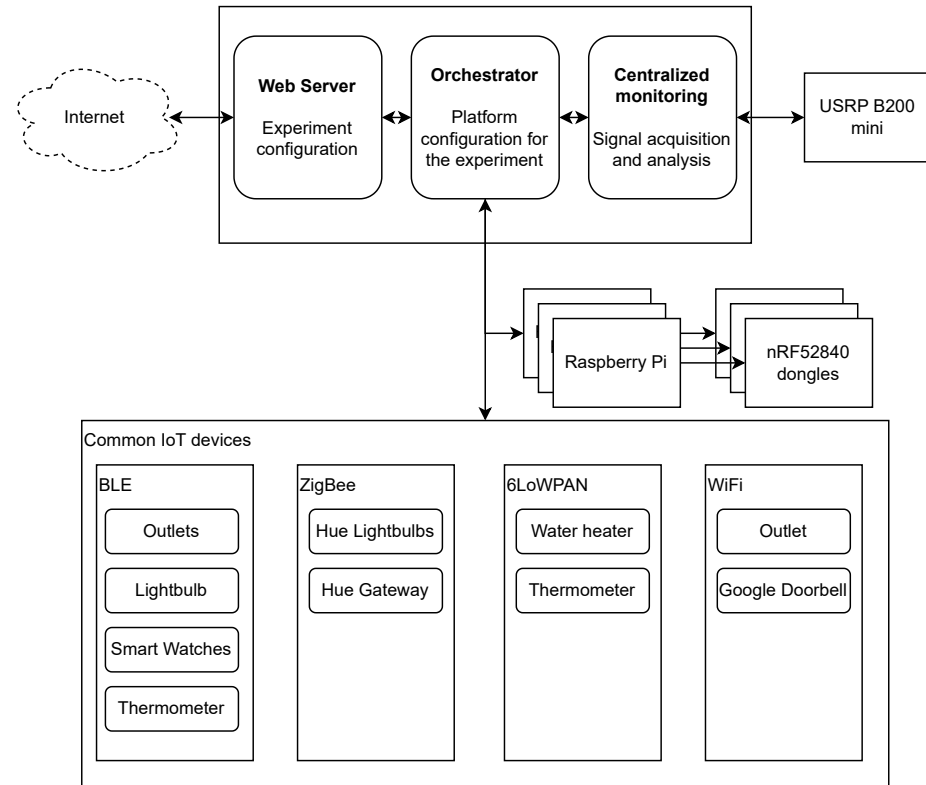 Internet
Web Server
Experiment
configuration
Orchestrator
Platform
configuration for
the experiment
Centralized
monitoring
Signal acquisition
and analysis
USRP B200
mini
Raspberry Pi
nRF52840
dongles
Common IoT devices
BLE
Outlets
Lightbulb
Smart Watches
Thermometer
ZigBee
Hue Lightbulbs
Hue Gateway
6LoWPAN
Water heater
Thermometer
WiFi
Outlet
Google Doorbell